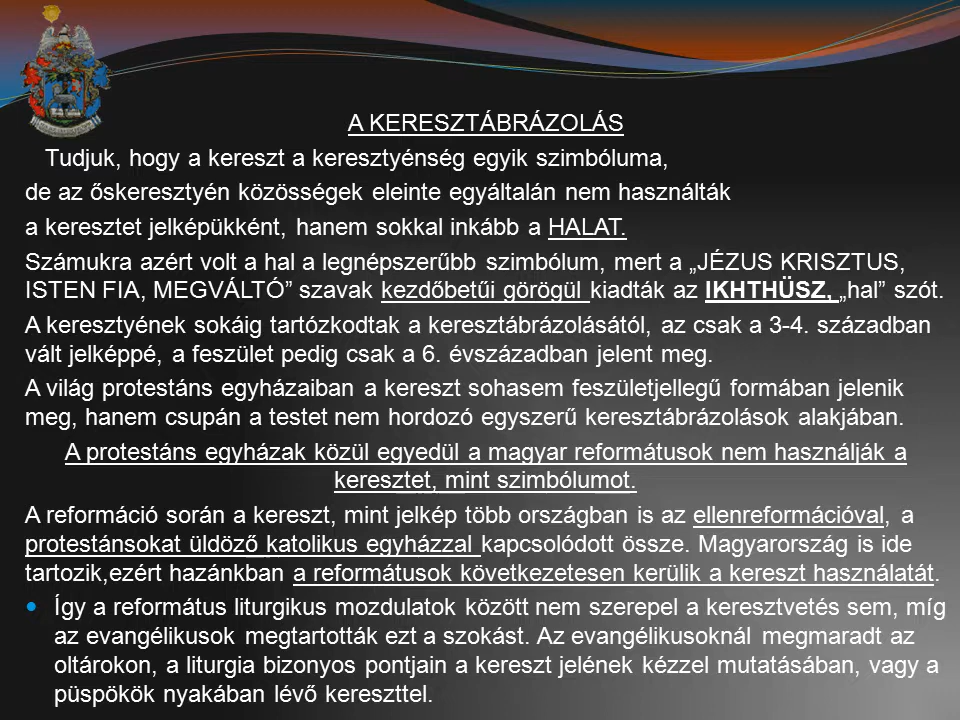 A KERESZTÁBRÁZOLÁS
Tudjuk, hogy a kereszt a keresztyénség egyik szimbóluma,
de az őskeresztyén közösségek eleinte egyáltalán nem használták
a keresztet jelképükként, hanem sokkal inkább a HALAT.
Számukra azért volt a hal a legnépszerűbb szimbólum, mert a „JÉZUS KRISZTUS,
ISTEN FIA, MEGVÁLTÓ” szavak kezdőbetűi görögül kiadták az IKHTHÜSZ, „hal” szót.
A keresztyének sokáig tartózkodtak a keresztábrázolásától, az csak a 3-4. században
vált jelképpé, a feszület pedig csak a 6. évszázadban jelent meg.
A világ protestáns egyházaiban a kereszt sohasem feszületjellegű formában jelenik
meg, hanem csupán a testet nem hordozó egyszerű keresztábrázolások alakjában.
A protestáns egyházak közül egyedül a magyar reformátusok nem használják a
keresztet, mint szimbólumot.
A reformáció során a kereszt, mint jelkép több országban is az ellenreformációval, a
protestánsokat üldöző katolikus egyházzal kapcsolódott össze. Magyarország is ide
tartozik,ezért hazánkban a reformátusok következetesen kerülik a kereszt használatát.
• Így a református liturgikus mozdulatok között nem szerepel a keresztvetés sem, míg
az evangélikusok megtartották ezt a szokást. Az evangélikusoknál megmaradt az
oltárokon, a liturgia bizonyos pontjain a kereszt jelének kézzel mutatásában, vagy a
püspökök nyakában lévő kereszttel.